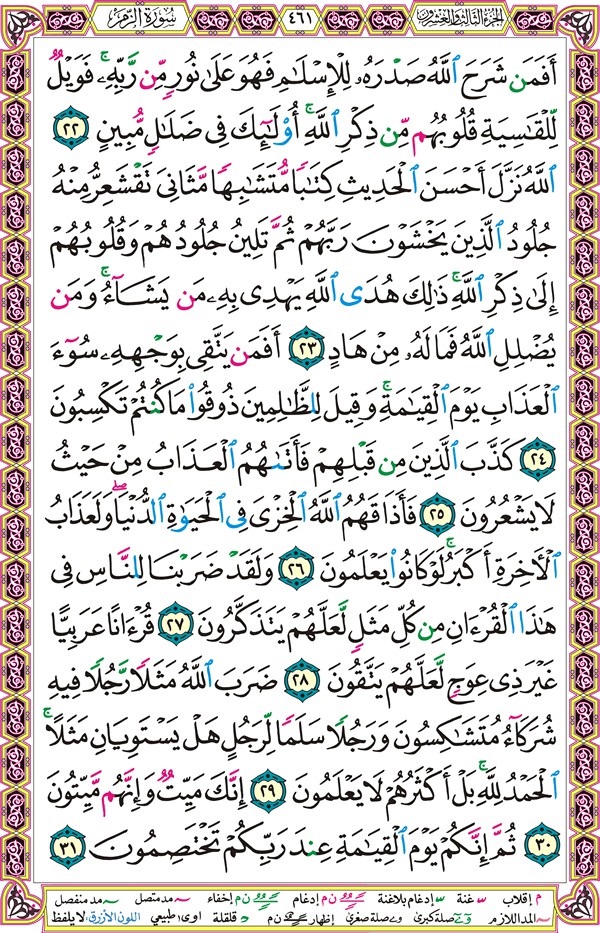 الجزء الثالث والعشرون ٤٦١ سُورَةُ الزُّمَر
أَفَمَن شَرَحَ ٱللَّهُ صَدْرَهُۥ لِلْإِسْلَٰمِ فَهُوَ عَلَىٰ نُورٍ مِّن رَّبِّهِۦ ۚ فَوَيْلٌ
لِّلْقَٰسِيَةِ قُلُوبُهُم مِّن ذِكْرِ ٱللَّهِ ۚ أُو۟لَٰٓئِكَ فِى ضَلَٰلٍ مُّبِينٍ ٢٢
ٱللَّهُ نَزَّلَ أَحْسَنَ ٱلْحَدِيثِ كِتَٰبًا مُّتَشَٰبِهًا مَّثَانِىَ تَقْشَعِرُّ مِنْهُ
جُلُودُ ٱلَّذِينَ يَخْشَوْنَ رَبَّهُمْ ثُمَّ تَلِينُ جُلُودُهُمْ وَقُلُوبُهُمْ
إِلَىٰ ذِكْرِ ٱللَّهِ ۚ ذَٰلِكَ هُدَى ٱللَّهِ يَهْدِى بِهِۦ مَن يَشَآءُ ۚ وَمَن
يُضْلِلِ ٱللَّهُ فَمَا لَهُۥ مِنْ هَادٍ ٢٣ أَفَمَن يَتَّقِى بِوَجْهِهِۦ سُوٓءَ
ٱلْعَذَابِ يَوْمَ ٱلْقِيَٰمَةِ ۚ وَقِيلَ لِلظَّٰلِمِينَ ذُوقُوا۟ مَا كُنتُمْ تَكْسِبُونَ
٢٤ كَذَّبَ ٱلَّذِينَ مِن قَبْلِهِمْ فَأَتَىٰهُمُ ٱلْعَذَابُ مِنْ حَيْثُ
لَا يَشْعُرُونَ ٢٥ فَأَذَاقَهُمُ ٱللَّهُ ٱلْخِزْىَ فِى ٱلْحَيَوٰةِ ٱلدُّنْيَا ۖ وَلَعَذَابُ
ٱلْءَاخِرَةِ أَكْبَرُ ۚ لَوْ كَانُوا۟ يَعْلَمُونَ ٢٦ وَلَقَدْ ضَرَبْنَا لِلنَّاسِ فِى
هَٰذَا ٱلْقُرْءَانِ مِن كُلِّ مَثَلٍ لَّعَلَّهُمْ يَتَذَكَّرُونَ ٢٧ قُرْءَانًا عَرَبِيًّا
غَيْرَ ذِى عِوَجٍ لَّعَلَّهُمْ يَتَّقُونَ ٢٨ ضَرَبَ ٱللَّهُ مَثَلًا رَّجُلًا فِيهِ
شُرَكَآءُ مُتَشَٰكِسُونَ وَرَجُلًا سَلَمًا لِّرَجُلٍ هَلْ يَسْتَوِيَانِ مَثَلًا ۚ
ٱلْحَمْدُ لِلَّهِ ۚ بَلْ أَكْثَرُهُمْ لَا يَعْلَمُونَ ٢٩ إِنَّكَ مَيِّتٌ وَإِنَّهُم مَّيِّتُونَ
٣٠ ثُمَّ إِنَّكُمْ يَوْمَ ٱلْقِيَٰمَةِ عِندَ رَبِّكُمْ تَخْتَصِمُونَ ٣١
م إقلاب غنة إدغام بلاغنة ن م إدغام ن م إخفاء مد متصل مد منفصل
المد اللازم صلة كبرى صلة صغرى إظهار ن م قلقلة اوى طبيعي اللون الأزرق: لا يلفظ